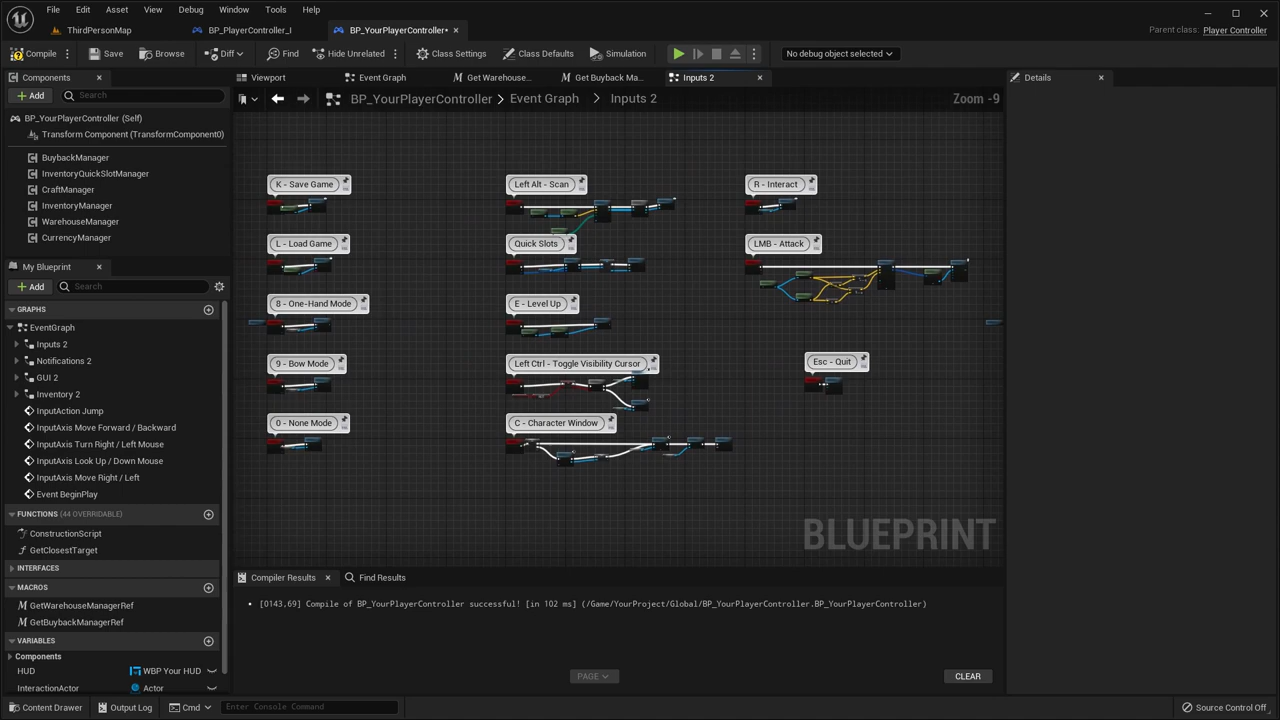 File Edit Asset View Debug Window Tools Help
ThirdPersonMap BP_PlayerController_I BP_YourPlayerController•
Parent class: Player Controller
Compile Save Browse Diff Find Hide Unrelated Class Settings Class Defaults Simulation No debug object selected
Components
Add Search
BP_YourPlayerController (Self)
Transform Component (TransformComponent0)
BuybackManager
InventoryQuickSlotManager
CraftManager
InventoryManager
WarehouseManager
CurrencyManager
My Blueprint
Add Search
GRAPHS
EventGraph
Inputs 2
Notifications 2
GUI 2
Inventory 2
InputAction Jump
InputAxis Move Forward / Backward
InputAxis Turn Right / Left Mouse
InputAxis Look Up / Down Mouse
InputAxis Move Right / Left
Event BeginPlay
FUNCTIONS (44 OVERRIDABLE)
ConstructionScript
GetClosestTarget
INTERFACES
MACROS
GetWarehouseManagerRef
GetBuybackManagerRef
VARIABLES
Components
HUD WBP Your HUD
InteractionActor Actor
Viewport Event Graph Get Warehouse... Get Buyback Ma... Inputs 2
BP_YourPlayerController > Event Graph > Inputs 2 Zoom -9
K - Save Game
L - Load Game
8 - One-Hand Mode
9 - Bow Mode
0 - None Mode
Left Alt - Scan
Quick Slots
E - Level Up
Left Ctrl - Toggle Visibility Cursor
C - Character Window
R - Interact
LMB - Attack
Esc - Quit
BLUEPRINT
Compiler Results Find Results
[0143,69] Compile of BP_YourPlayerController successful! [in 102 ms] (/Game/YourProject/Global/BP_YourPlayerController.BP_YourPlayerController)
PAGE CLEAR
Details
Content Drawer Output Log Cmd Enter Console Command Source Control Off